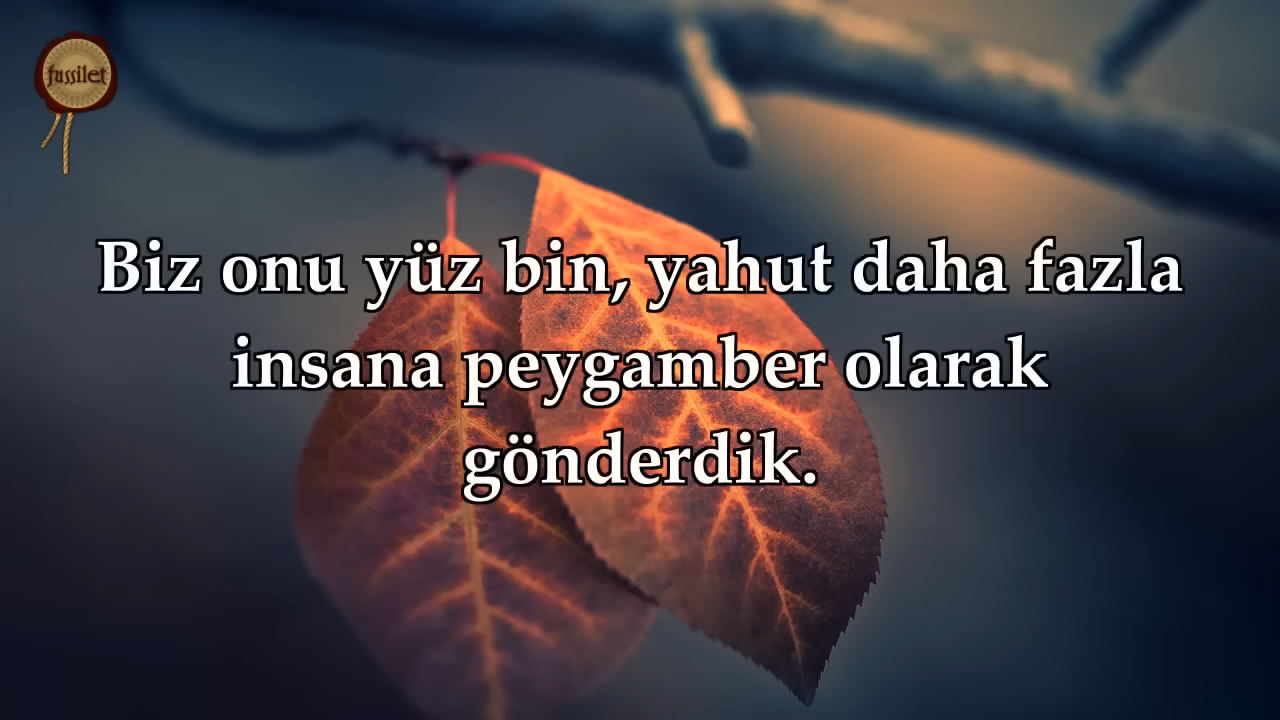 fussilet
Biz onu yüz bin, yahut daha fazla
insana peygamber olarak
gönderdik.